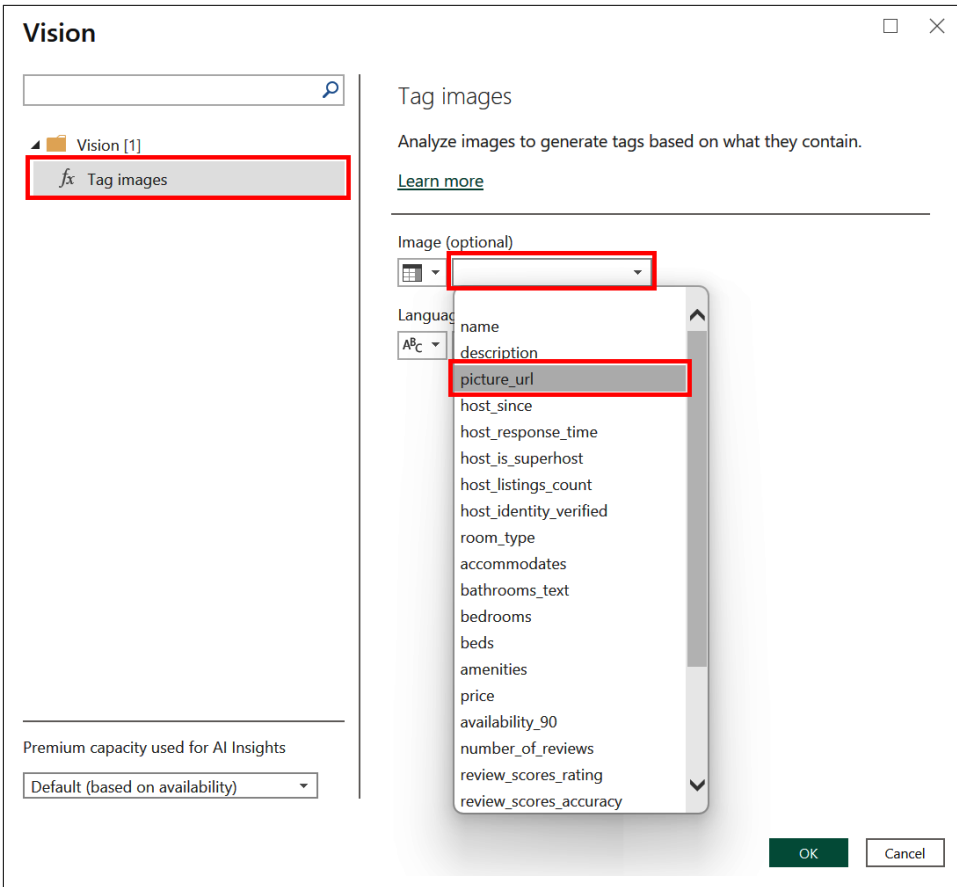 Vision
Vision [1]
fx Tag images
Premium capacity used for AI Insights
Default (based on availability)
Tag images
Analyze images to generate tags based on what they contain.
Learn more
Image (optional)
Languag
ABC
name
description
picture_url
host_since
host_response_time
host_is_superhost
host_listings_count
host_identity_verified
room_type
accommodates
bathrooms_text
bedrooms
beds
amenities
price
availability_90
number_of_reviews
review_scores_rating
review_scores_accuracy
OK
Cancel